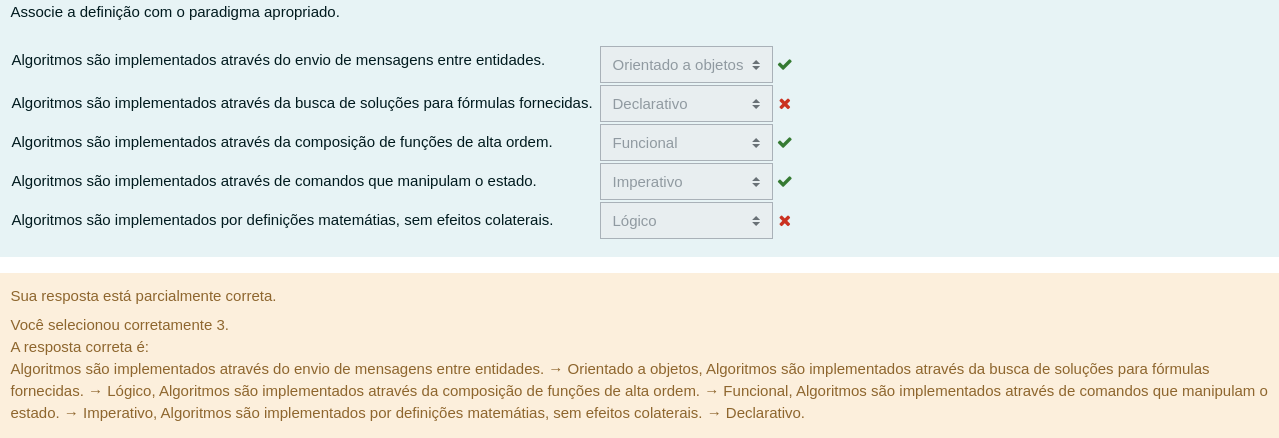 Associe a definição com o paradigma apropriado.
Algoritmos são implementados através do envio de mensagens entre entidades. Orientado a objetos
Algoritmos são implementados através da busca de soluções para fórmulas fornecidas. Declarativo
Algoritmos são implementados através da composição de funções de alta ordem. Funcional
Algoritmos são implementados através de comandos que manipulam o estado. Imperativo
Algoritmos são implementados por definições matemátias, sem efeitos colaterais. Lógico
Sua resposta está parcialmente correta.
Você selecionou corretamente 3.
A resposta correta é:
Algoritmos são implementados através do envio de mensagens entre entidades. → Orientado a objetos, Algoritmos são implementados através da busca de soluções para fórmulas
fornecidas. → Lógico, Algoritmos são implementados através da composição de funções de alta ordem. → Funcional, Algoritmos são implementados através de comandos que manipulam o
estado. → Imperativo, Algoritmos são implementados por definições matemátias, sem efeitos colaterais. → Declarativo.